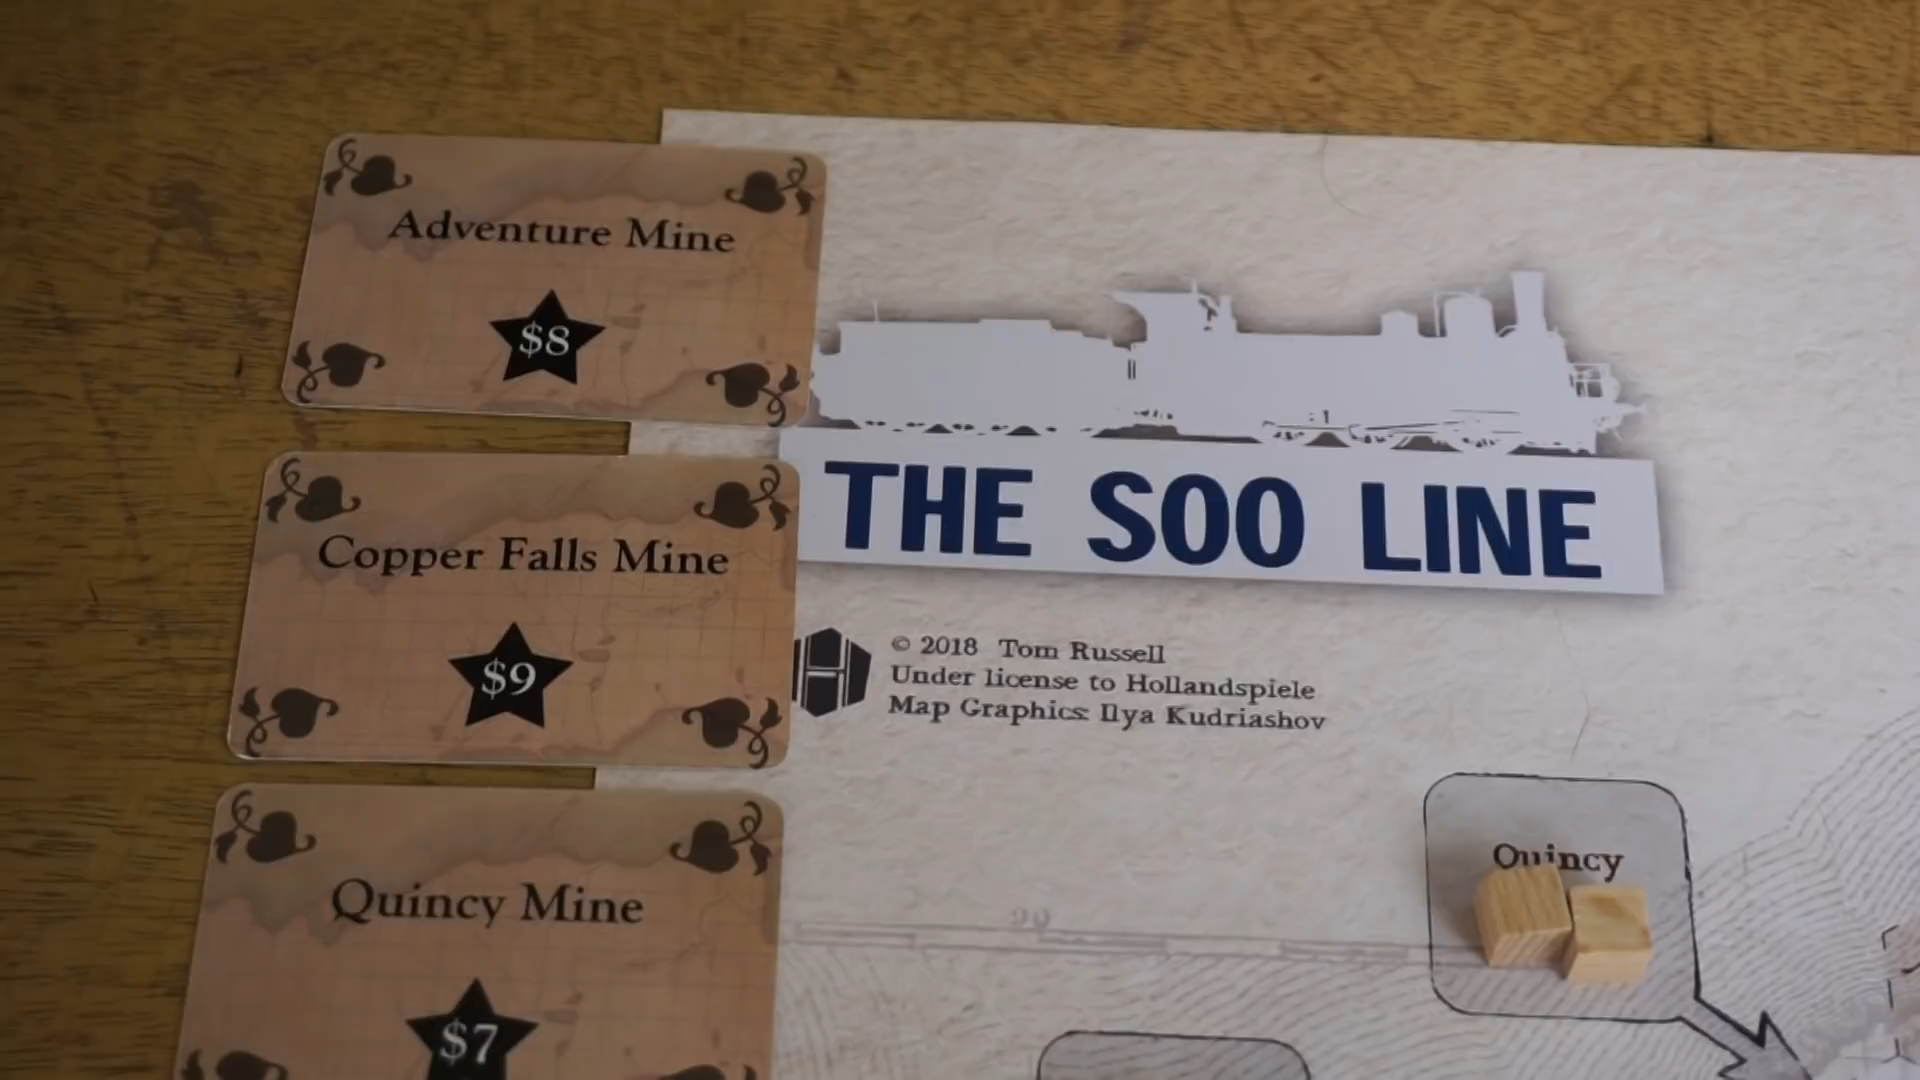 Adventure Mine
$8
Copper Falls Mine
$9
Quincy Mine
$7
THE SOO LINE
© 2018 Tom Russell
Under license to Hollandspiele
Map Graphics: Ilya Kudriashov
Quincy
90